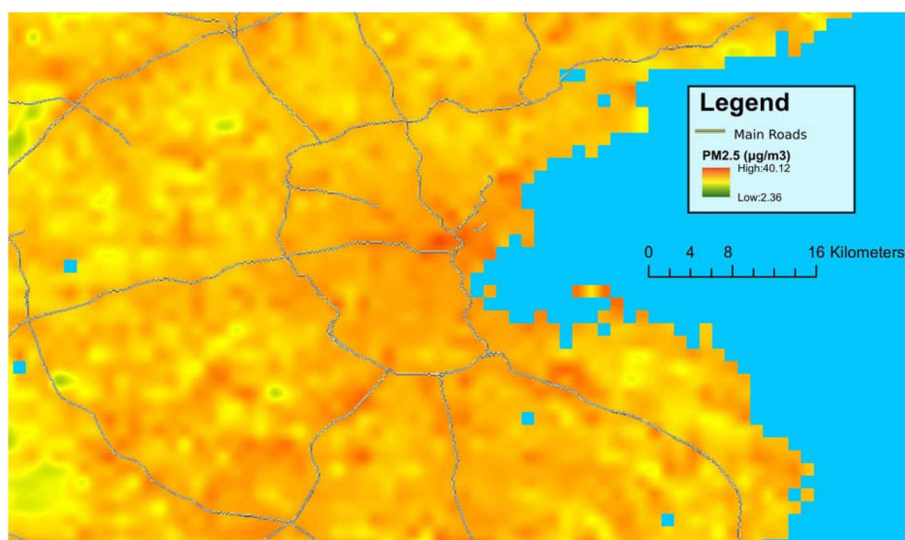 Legend
Main Roads
PM2.5 (µg/m3)
High:40.12
Low:2.36
0 4 8 16 Kilometers